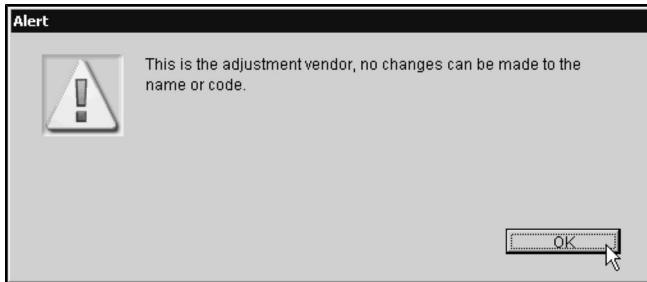 Alert
This is the adjustment vendor, no changes can be made to the
name or code.
OK